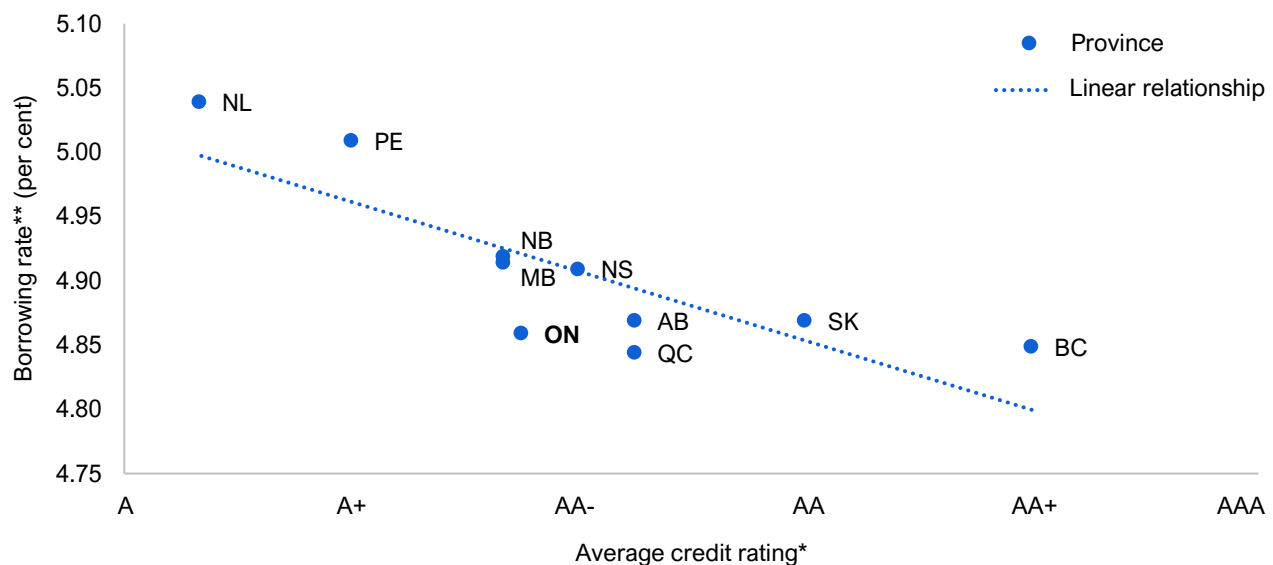 5.10
5.05
5.00
4.95
4.90
4.85
4.80
4.75
Borrowing rate** (per cent)
Province
Linear relationship
NL
PE
NB
MB
NS
ON
AB
QC
SK
BC
A A+ AA- AA AA+ AAA
Average credit rating*